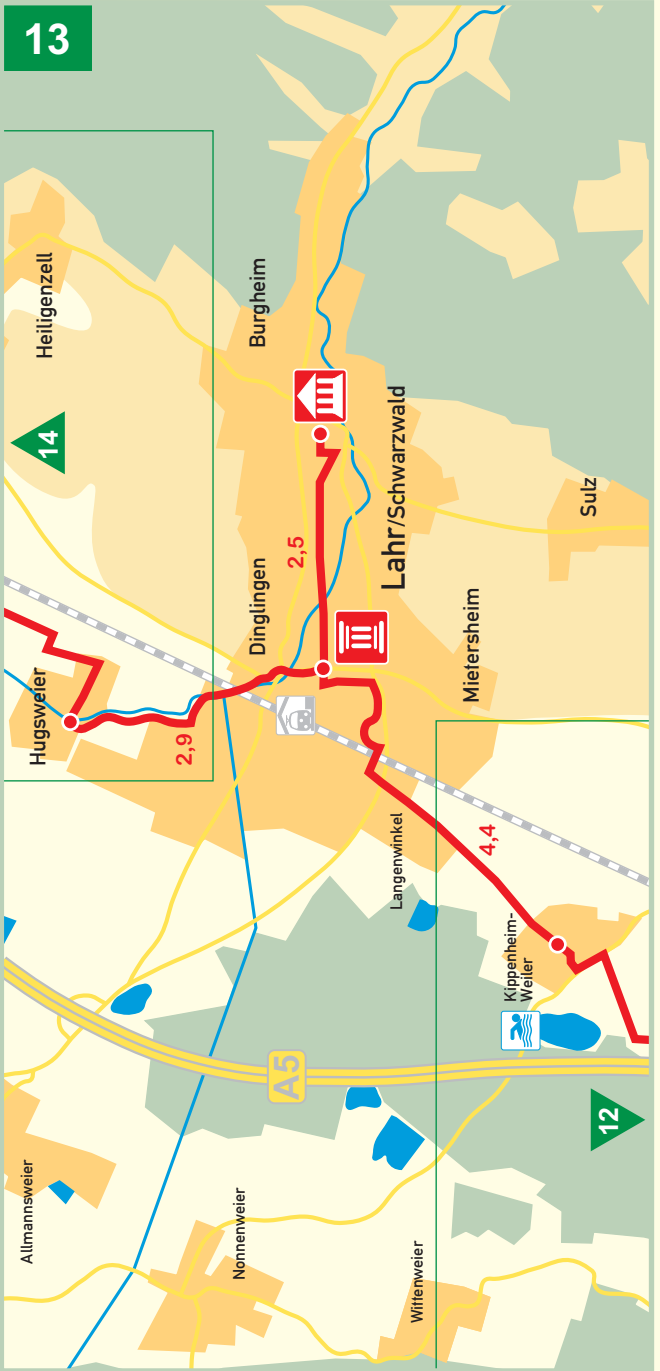 13
Heiligenzell
14
Burgheim
Lahr/Schwarzwald
Sulz
2,5
Dinglingen
Mietersheim
Hugsweier
2,9
4,4
Langenwinkel
Kippenheim-
Weiler
A5
12
Allmannsweier
Nonnenweier
Wittenweier